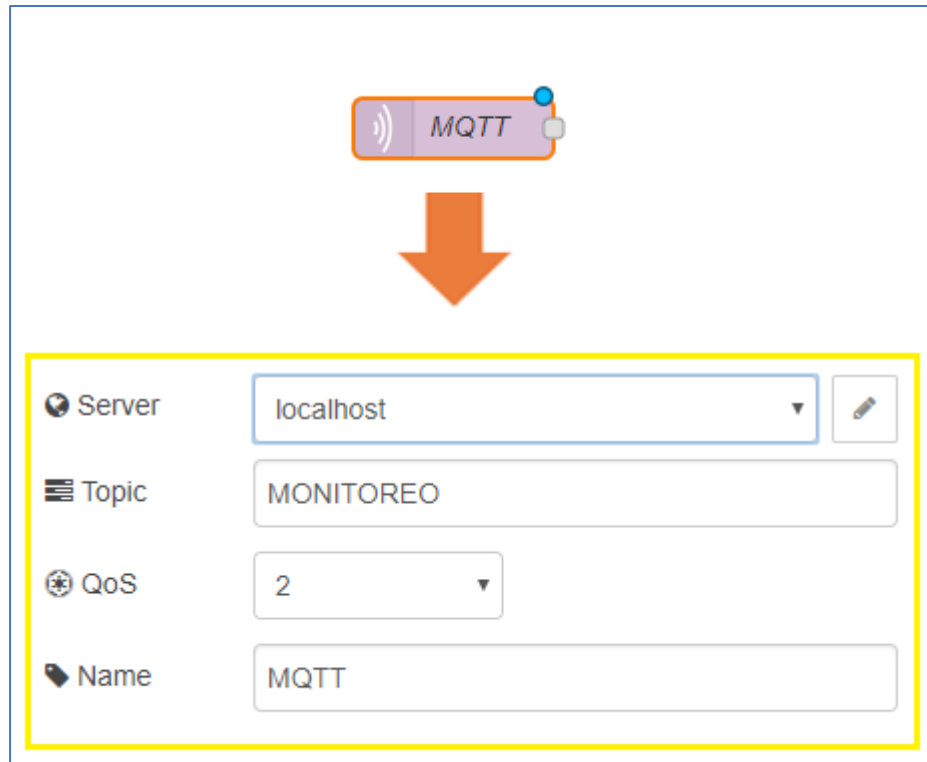 MQTT
Server localhost
Topic MONITOREO
QoS 2
Name MQTT